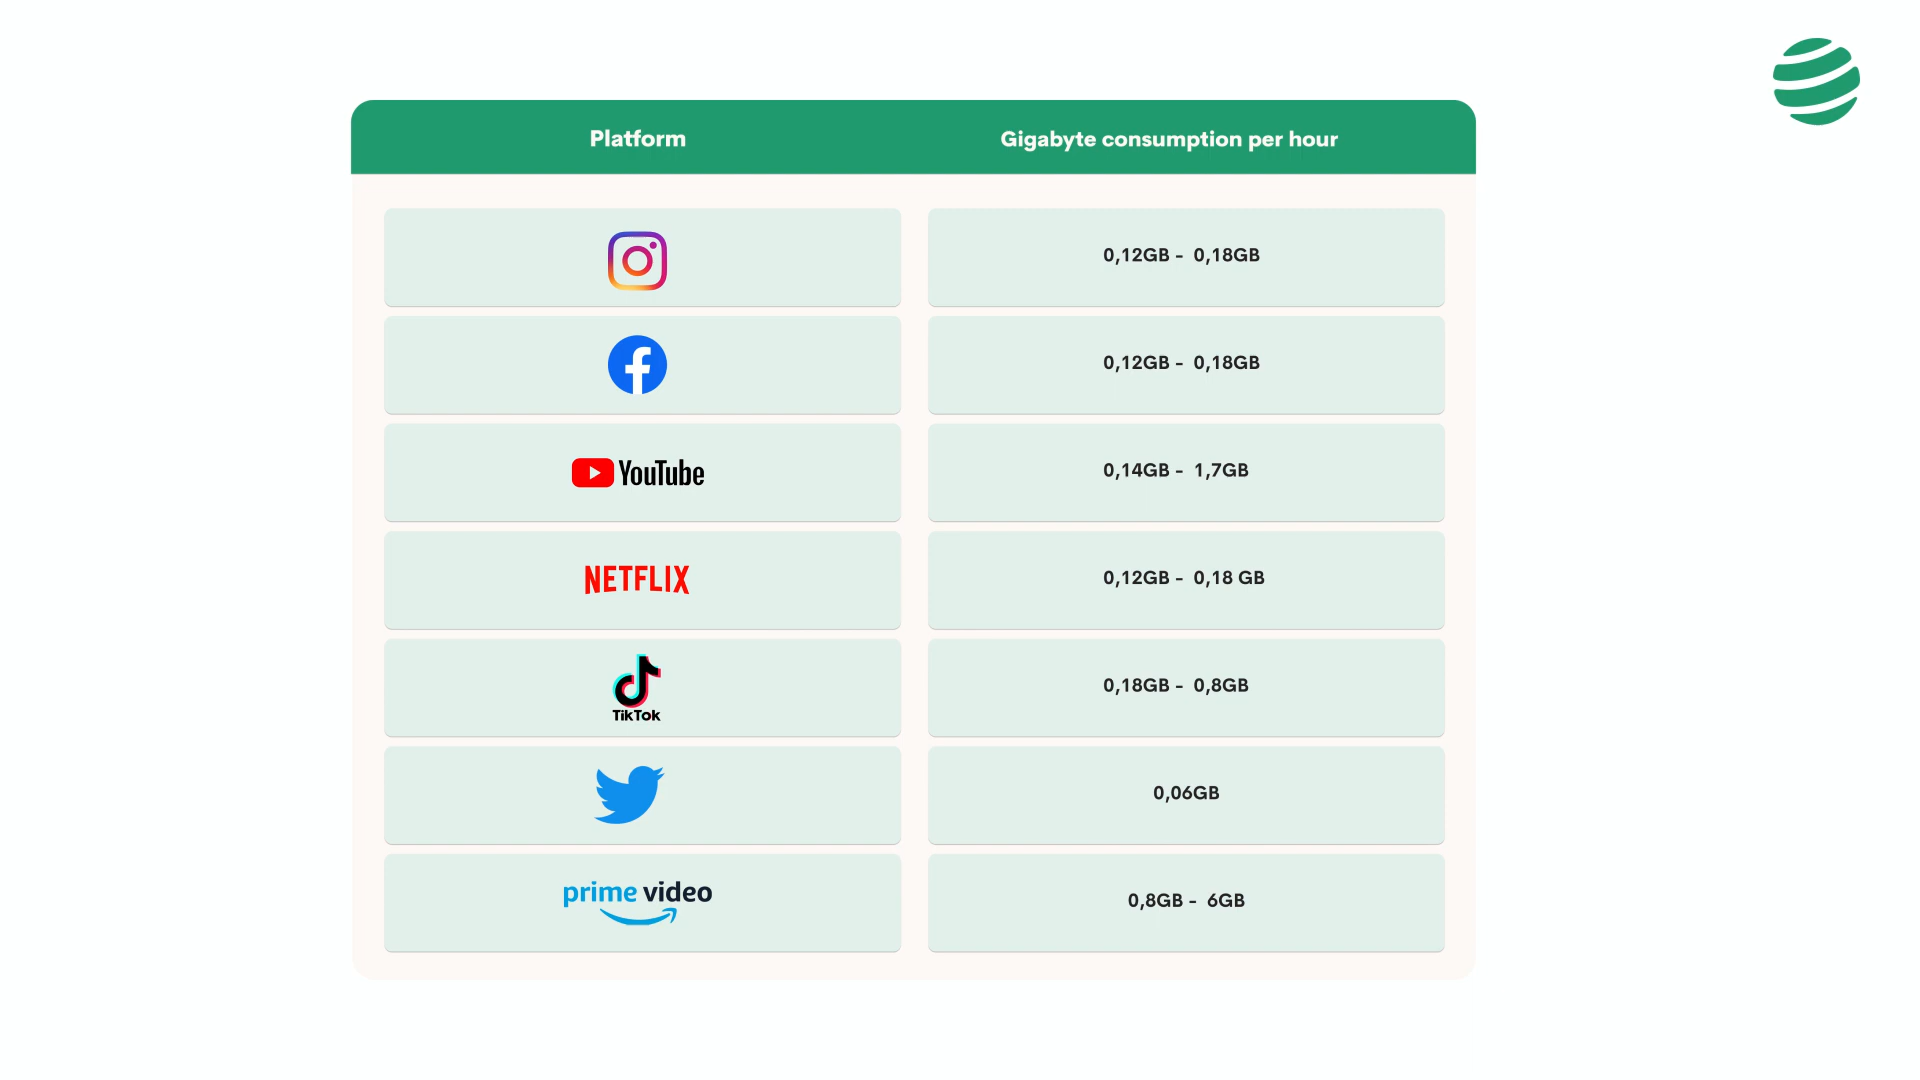 Platform Gigabyte consumption per hour
0,12GB - 0,18GB
0,12GB - 0,18GB
YouTube 0,14GB - 1,7GB
NETFLIX 0,12GB - 0,18 GB
TikTok 0,18GB - 0,8GB
0,06GB
prime video 0,8GB - 6GB